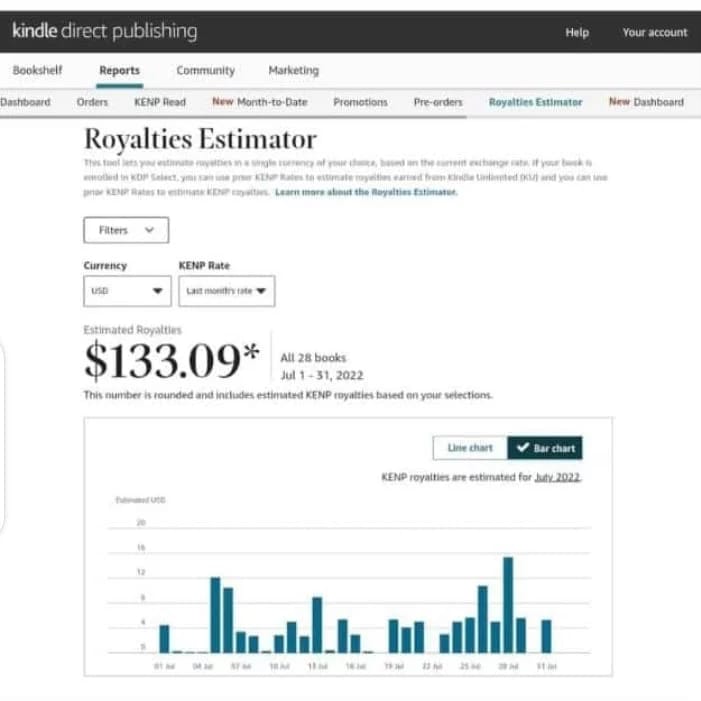 kindle direct publishing
Help
Your account
Bookshelf
Reports
Community
Marketing
Dashboard
Orders
KENP Read
New Month-to-Date
Promotions
Pre-orders
Royalties Estimator
New Dashboard
Royalties Estimator
This tool lets you estimate royalties in a single currency of your choice, based on the current exchange rate. If your book is
enrolled in KDP Select, you can use prior KENP Rates to estimate royalties earned from Kindle Unlimited (KU) and you can use
prior KENP Rates to estimate KENP royalties. Learn more about the Royalties Estimator.
Filters
Currency
KENP Rate
USD
Last month's rate
Estimated Royalties
$133.09*
All 28 books
Jul 1 - 31, 2022
This number is rounded and includes estimated KENP royalties based on your selections.
Line chart
Bar chart
KENP royalties are estimated for July 2022.
Estimated USD
20
16
12
8
4
0
01 Jul
04 Jul
07 Jul
10 Jul
13 Jul
16 Jul
19 Jul
22 Jul
25 Jul
28 Jul
31 Jul